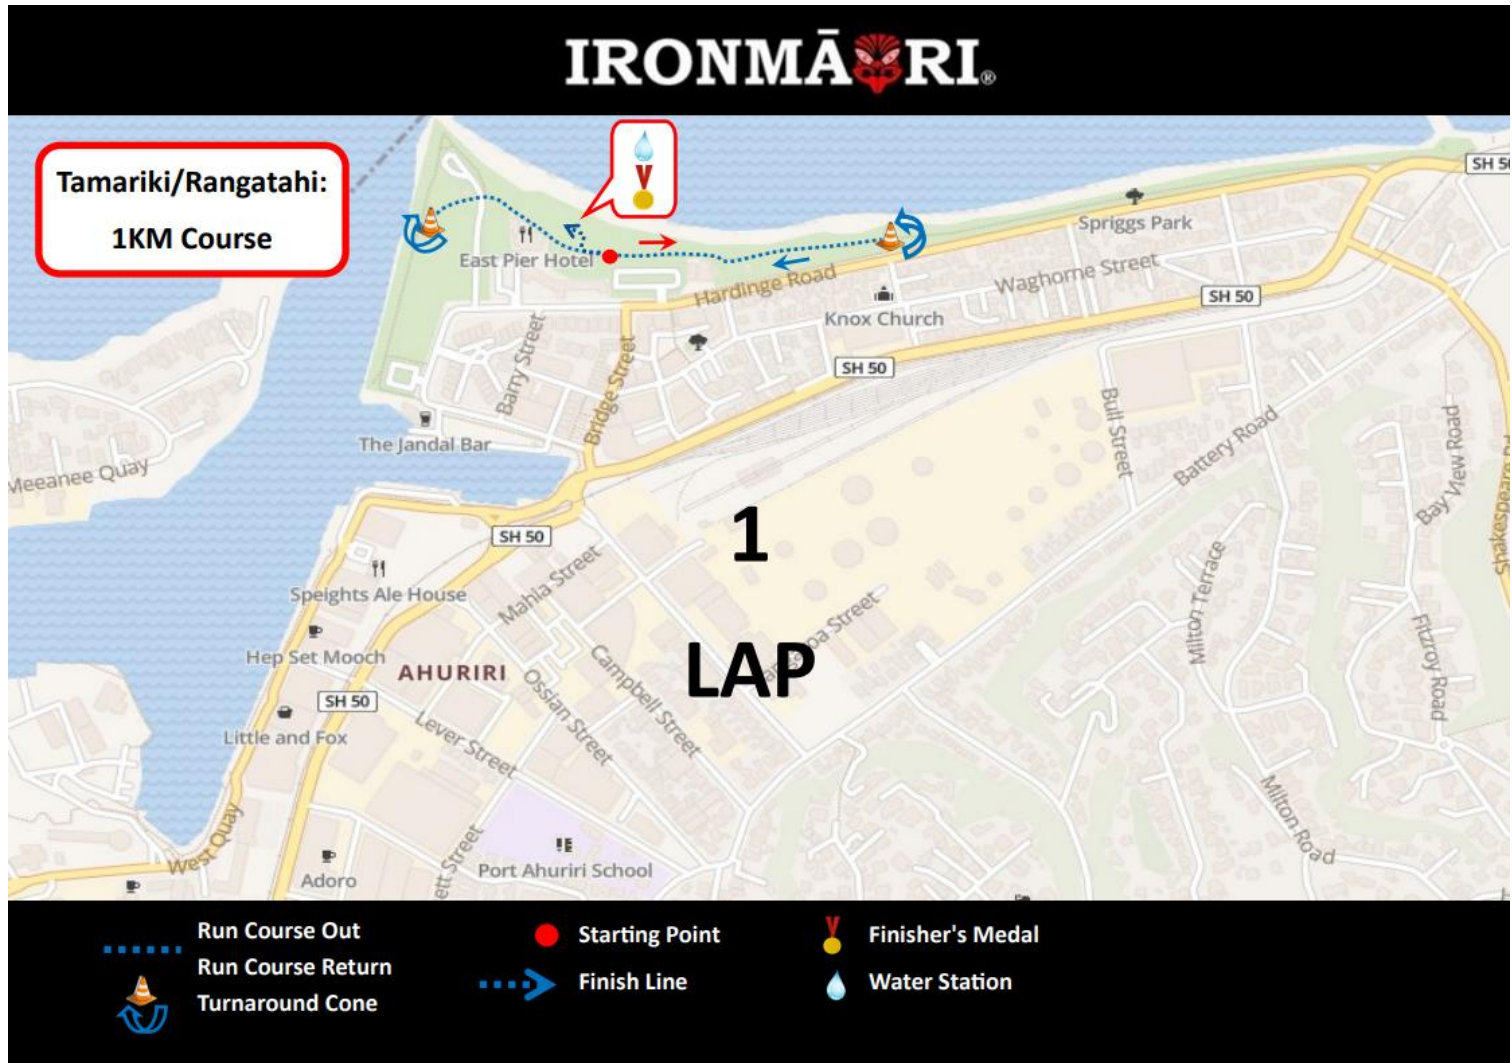 IRONMĀORI®
Tamariki/Rangatahi:
1KM Course
SH 50
Spriggs Park
East Pier Hotel
Hardinge Road
Waghorne Street
SH 50
Knox Church
Barry Street
Bridge Street
SH 50
The Jandal Bar
Bull Street
Battery Road
Bay View Road
Meeanee Quay
1
SH 50
Speights Ale House
Mahia Street
Milton Terrace
Hep Set Mooch
AHURIRI
LAP
Ossian Street
Campbell Street
Fitzroy Road
SH 50
Little and Fox
Lever Street
West Quay
Milton Road
Adoro
Port Ahuriri School
Run Course Out
Run Course Return
Turnaround Cone
Starting Point
Finish Line
Finisher's Medal
Water Station